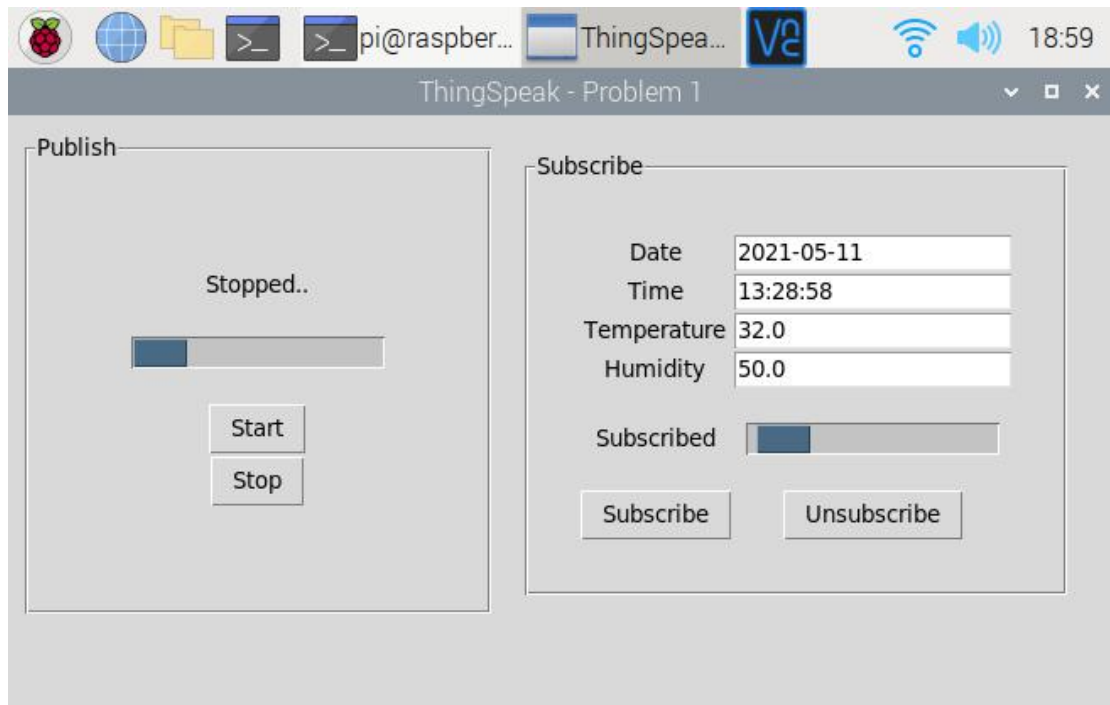 >_ >_ pi@raspber... ThingSpea... VNC 18:59
ThingSpeak - Problem 1
Publish
Stopped..
Start
Stop
Subscribe
Date 2021-05-11
Time 13:28:58
Temperature 32.0
Humidity 50.0
Subscribed
Subscribe Unsubscribe